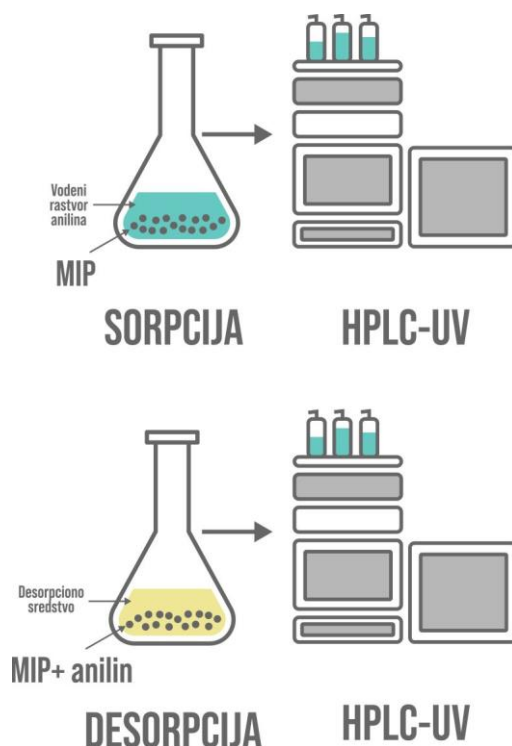 Vodeni
rastvor
anilina
MIP
SORPCIJA
HPLC-UV
Desorpciono
sredstvo
MIP+ anilin
DESORPCIJA
HPLC-UV